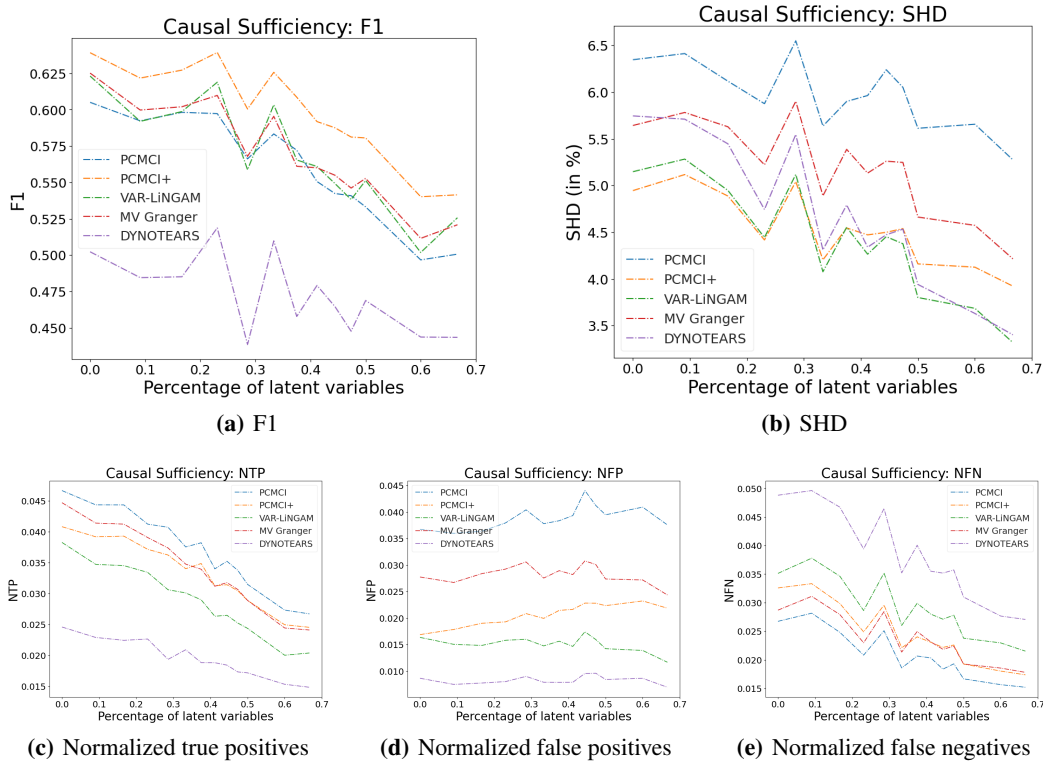 Causal Sufficiency: F1
F1
0.625
0.600
0.575
0.550
0.525
0.500
0.475
0.450
PCMCI
PCMCI+
VAR-LiNGAM
MV Granger
DYNOTEARS
0.0 0.1 0.2 0.3 0.4 0.5 0.6 0.7
Percentage of latent variables
(a) F1
Causal Sufficiency: SHD
SHD (in %)
6.5
6.0
5.5
5.0
4.5
4.0
3.5
PCMCI
PCMCI+
VAR-LiNGAM
MV Granger
DYNOTEARS
0.0 0.1 0.2 0.3 0.4 0.5 0.6 0.7
Percentage of latent variables
(b) SHD
Causal Sufficiency: NTP
NTP
0.045
0.040
0.035
0.030
0.025
0.020
0.015
PCMCI
PCMCI+
VAR-LiNGAM
MV Granger
DYNOTEARS
0.0 0.1 0.2 0.3 0.4 0.5 0.6 0.7
Percentage of latent variables
(c) Normalized true positives
Causal Sufficiency: NFP
NFP
0.045
0.040
0.035
0.030
0.025
0.020
0.015
0.010
PCMCI
PCMCI+
VAR-LiNGAM
MV Granger
DYNOTEARS
0.0 0.1 0.2 0.3 0.4 0.5 0.6 0.7
Percentage of latent variables
(d) Normalized false positives
Causal Sufficiency: NFN
NFN
0.050
0.045
0.040
0.035
0.030
0.025
0.020
0.015
PCMCI
PCMCI+
VAR-LiNGAM
MV Granger
DYNOTEARS
0.0 0.1 0.2 0.3 0.4 0.5 0.6 0.7
Percentage of latent variables
(e) Normalized false negatives